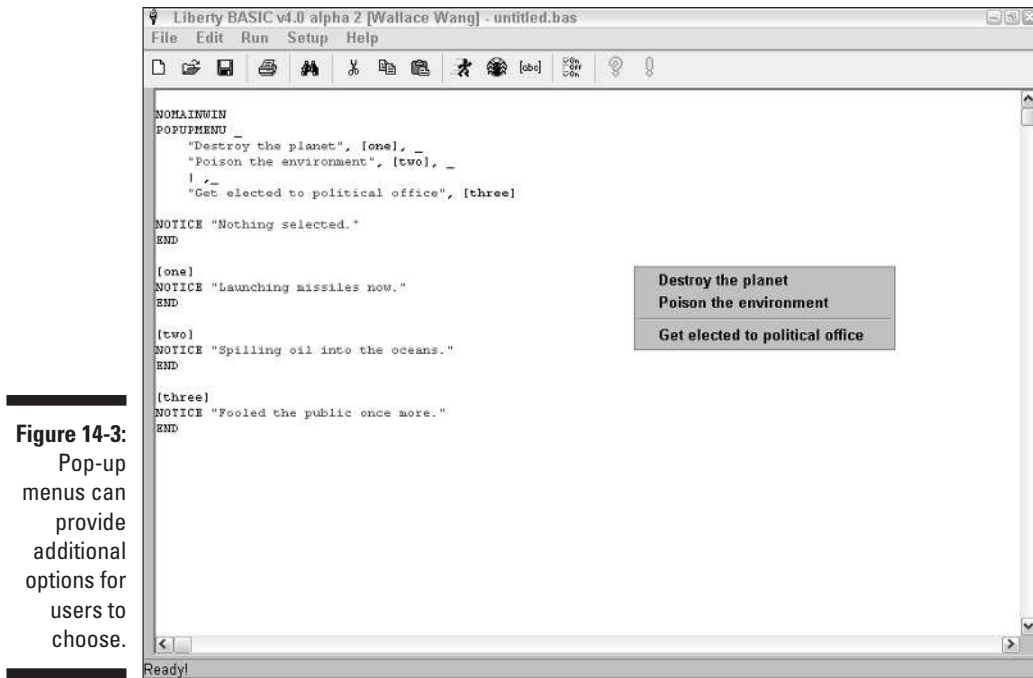 Liberty BASIC v4.0 alpha 2 [Wallace Wang] - untitled.bas
File Edit Run Setup Help
[abc]
NOMAINWIN
POPUPMENU _
"Destroy the planet", [one], _
"Poison the environment", [two], _
| ,_
"Get elected to political office", [three]
NOTICE "Nothing selected."
END
[one]
NOTICE "Launching missiles now."
END
[two]
NOTICE "Spilling oil into the oceans."
END
[three]
NOTICE "Fooled the public once more."
END
Destroy the planet
Poison the environment
Get elected to political office
Ready!
Figure 14-3:
Pop-up
menus can
provide
additional
options for
users to
choose.